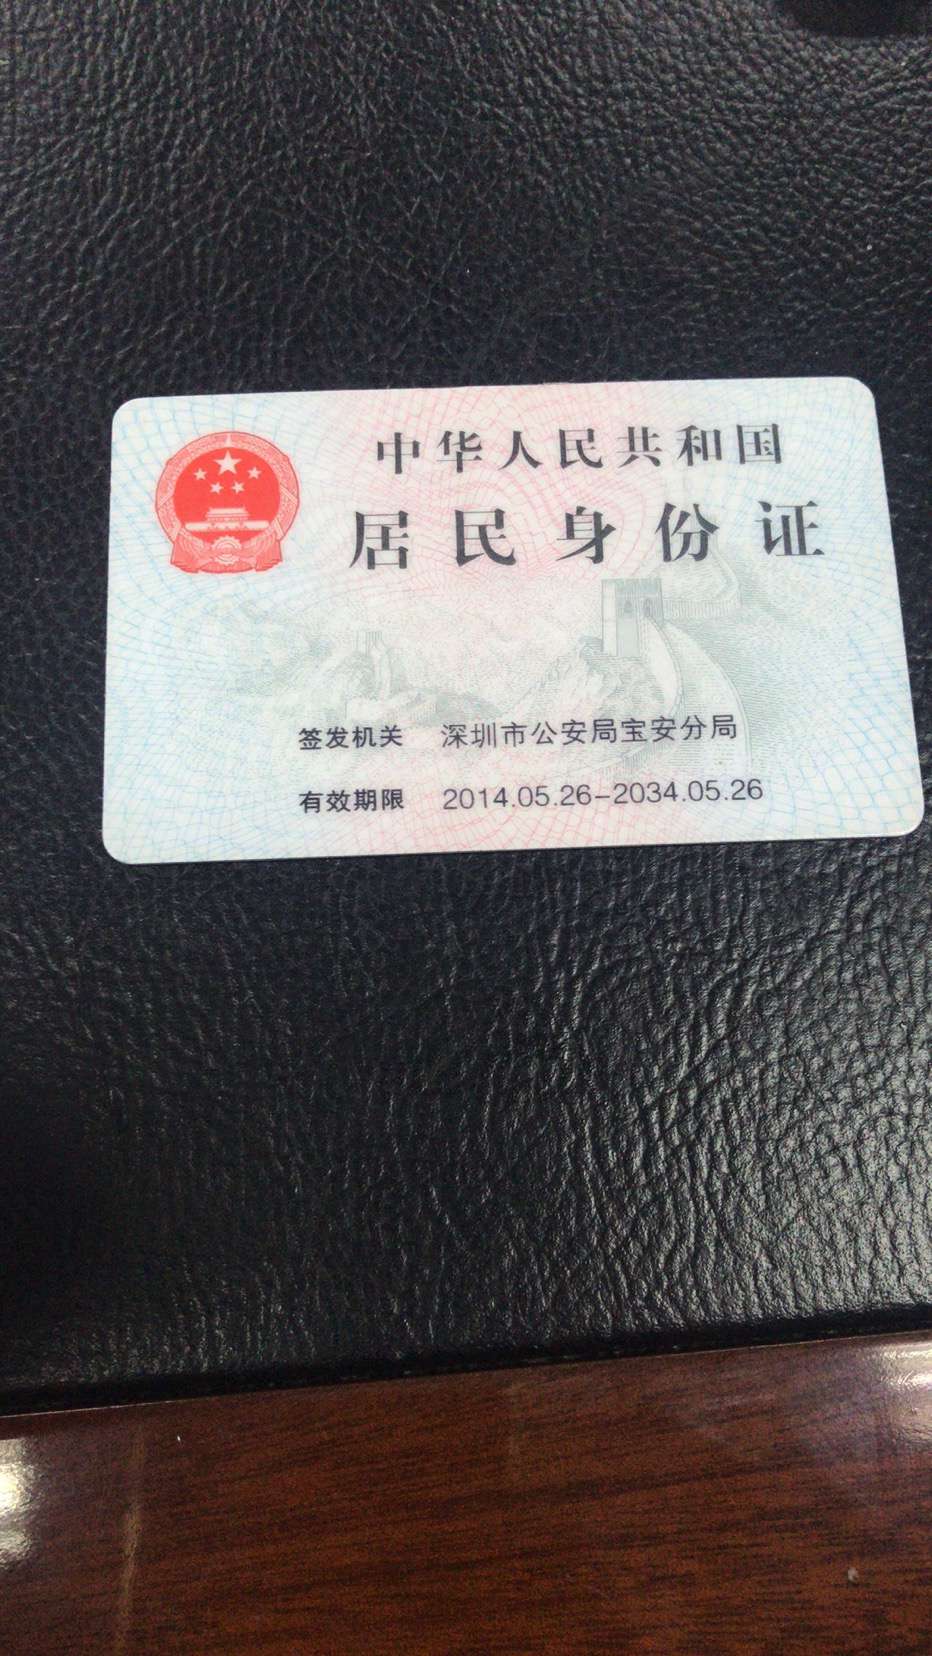 中华人民共和国
居民身份证
签发机关 深圳市公安局宝安分局
有效期限 2014.05.26-2034.05.26